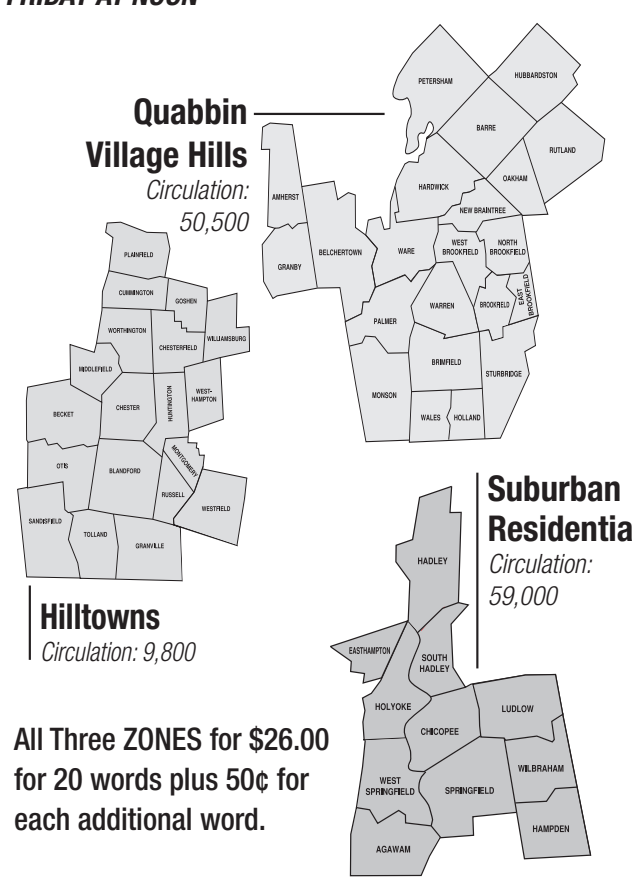 FRIDAY AT NOON
Quabbin
Village Hills
Circulation:
50,500
PETERSHAM
HUBBARDSTON
BARRE
RUTLAND
HARDWICK
OAKHAM
NEW BRAINTREE
AMHERST
GRANBY
BELCHERTOWN
WARE
WEST
BROOKFIELD
NORTH
BROOKFIELD
PALMER
WARREN
BROOKFIELD
EAST
BROOKFIELD
MONSON
BRIMFIELD
STURBRIDGE
WALES
HOLLAND
PLAINFIELD
CUMMINGTON
GOSHEN
WORTHINGTON
CHESTERFIELD
WILLIAMSBURG
MIDDLEFIELD
BECKET
CHESTER
HUNTINGTON
WEST-
HAMPTON
OTIS
BLANDFORD
MONTGOMERY
RUSSELL
WESTFIELD
SANDISFIELD
TOLLAND
GRANVILLE
Hilltowns
Circulation: 9,800
Suburban
Residentia
Circulation:
59,000
HADLEY
EASTHAMPTON
SOUTH
HADLEY
HOLYOKE
CHICOPEE
LUDLOW
WEST
SPRINGFIELD
SPRINGFIELD
WILBRAHAM
AGAWAM
HAMPDEN
All Three ZONES for $26.00
for 20 words plus 50¢ for
each additional word.